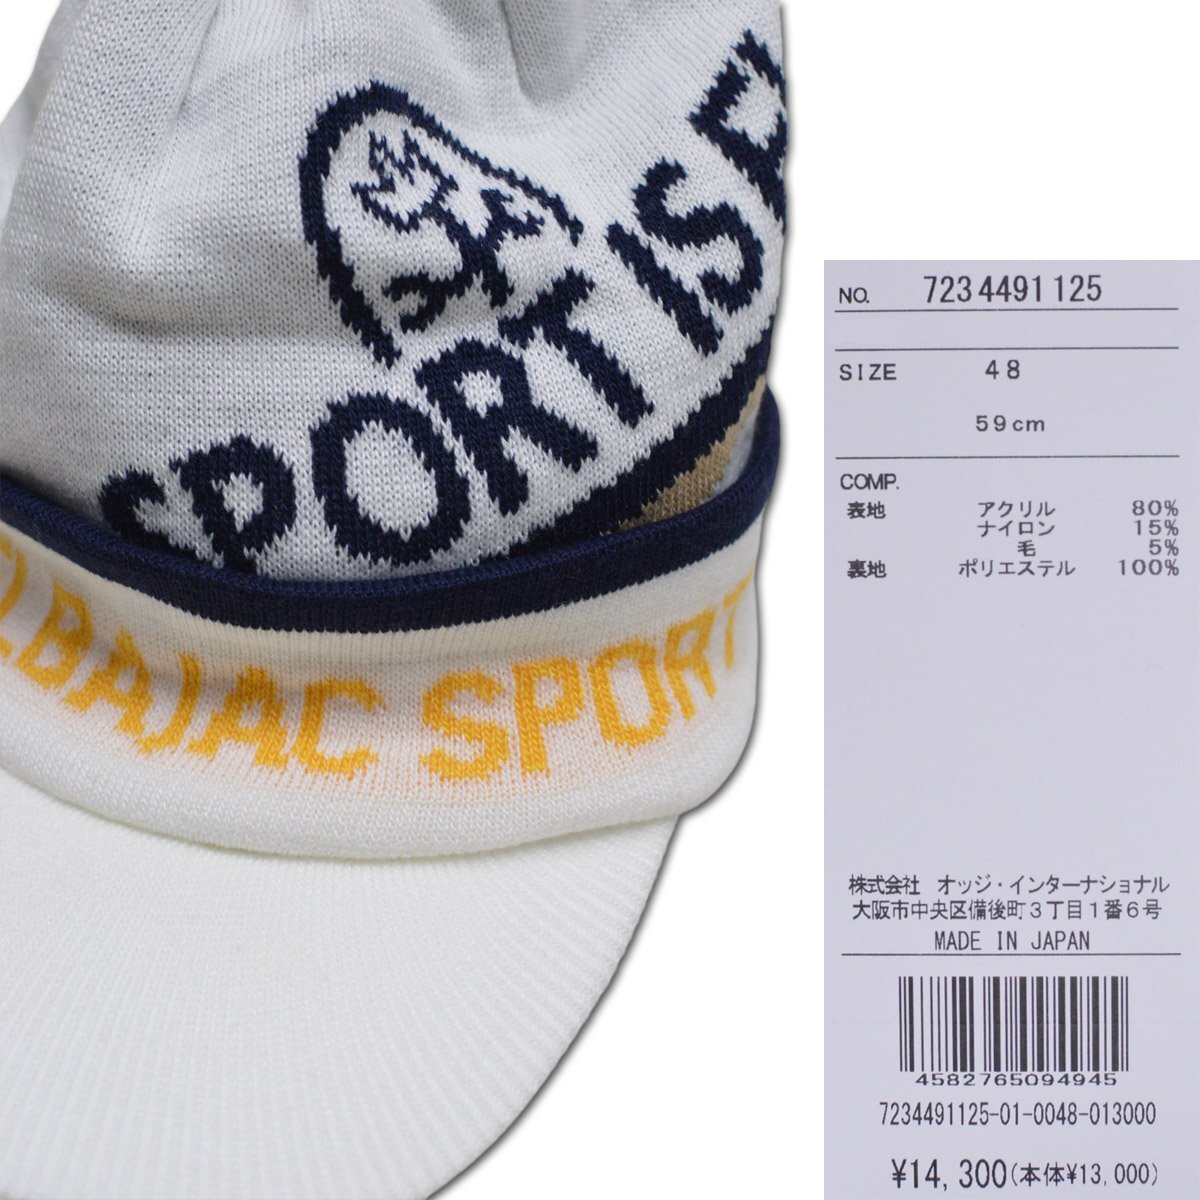 SPORT IS
BAJAC SPORT
NO. 7234491125
SIZE 48
59cm
COMP.
表地 アクリル 80%
ナイロン 15%
毛 5%
裏地 ポリエステル 100%
株式会社 オッジ・インターナショナル
大阪市中央区備後町3丁目1番6号
MADE IN JAPAN
4582765094945
7234491125-01-0048-013000
¥14,300(本体¥13,000)